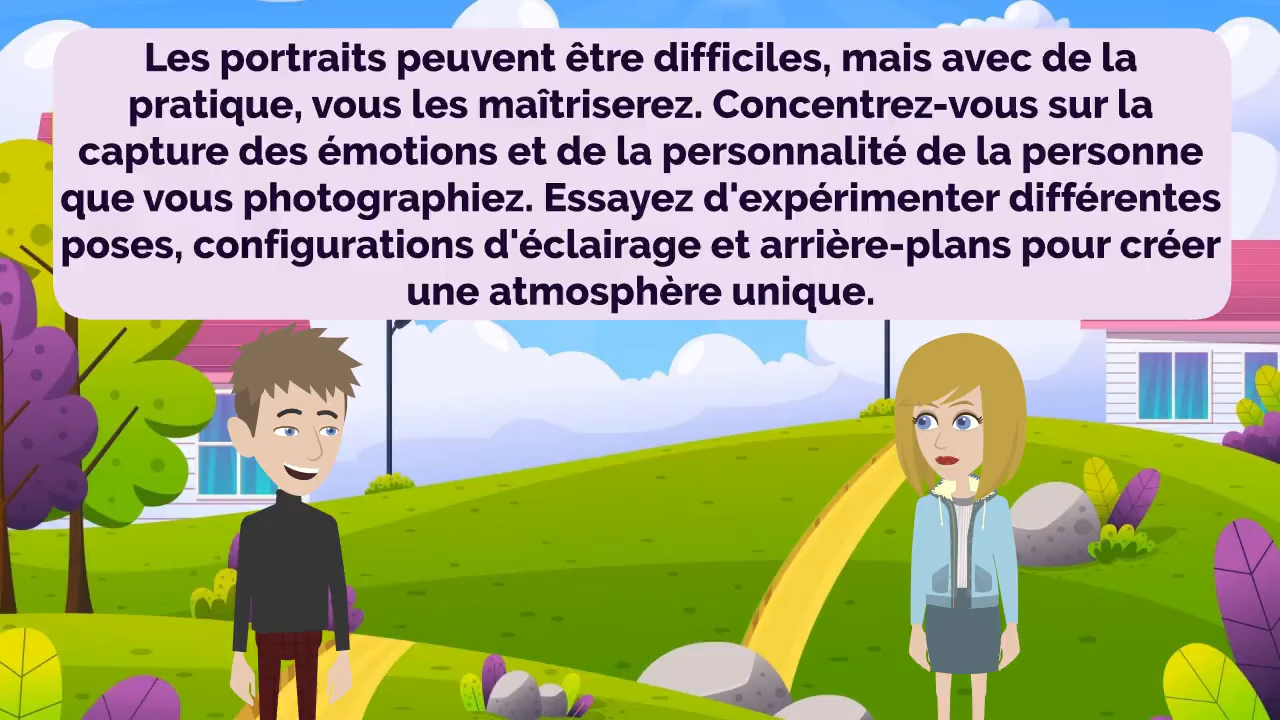 Les portraits peuvent être difficiles, mais avec de la
pratique, vous les maîtriserez. Concentrez-vous sur la
capture des émotions et de la personnalité de la personne
que vous photographiez. Essayez d'expérimenter différentes
poses, configurations d'éclairage et arrière-plans pour créer
une atmosphère unique.